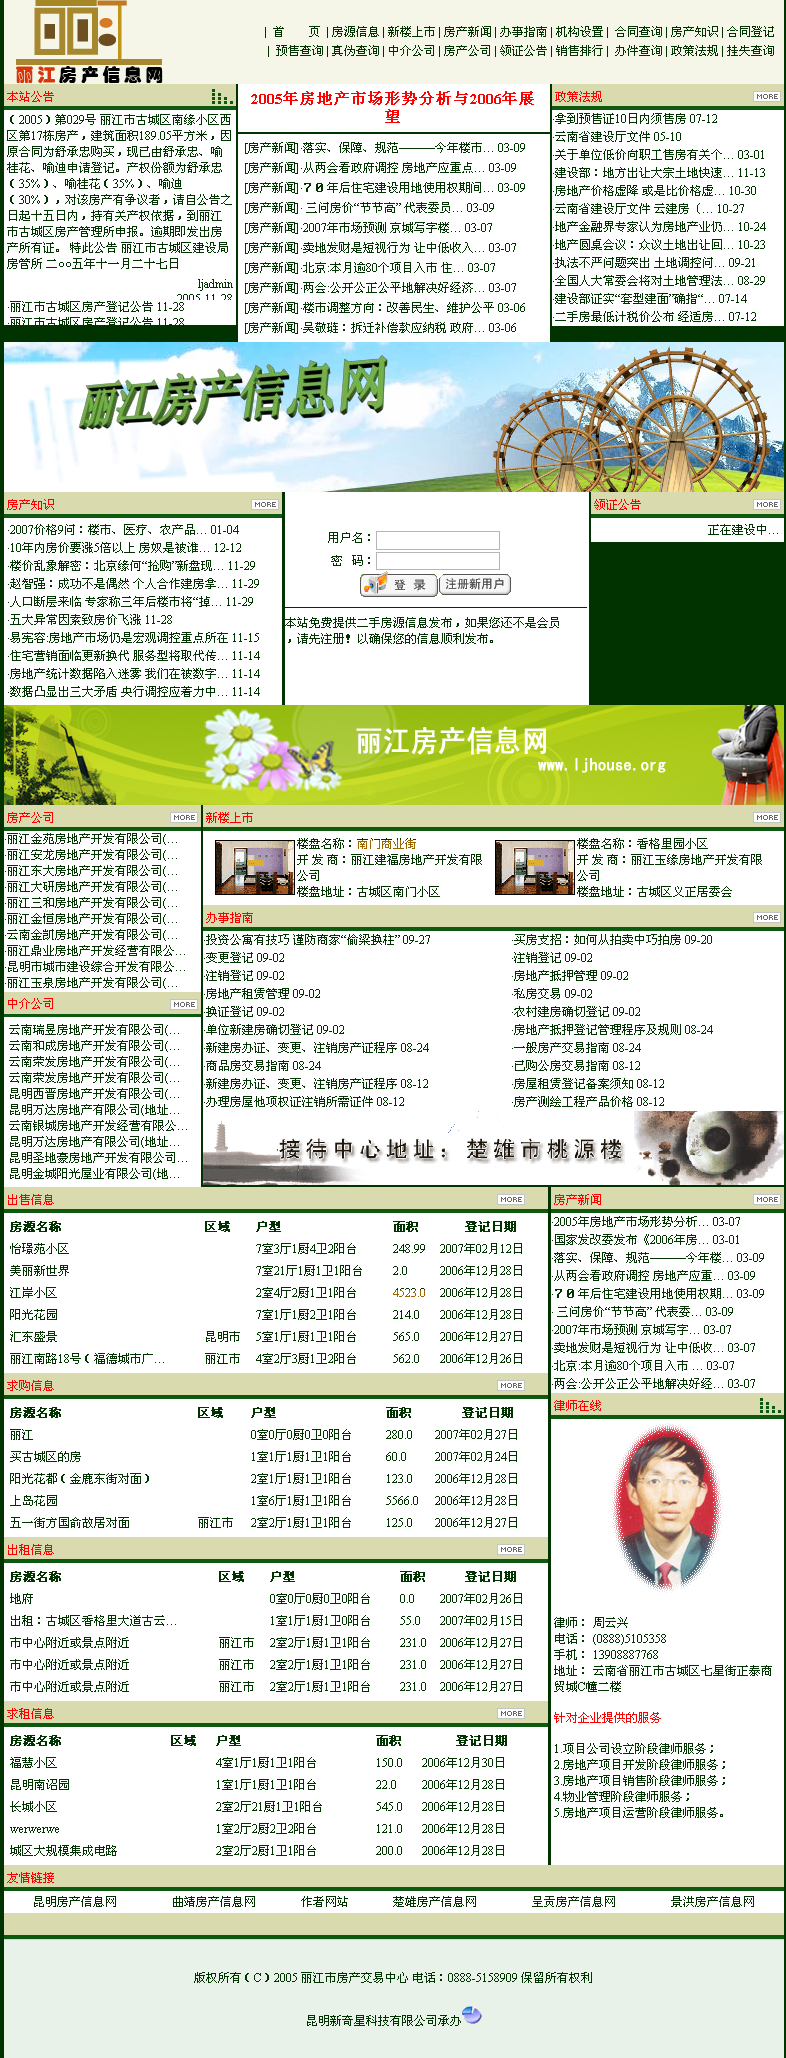 丽江房产信息网
| 首　页 | 房源信息 | 新楼上市 | 房产新闻 | 办事指南 | 机构设置 | 合同查询 | 房产知识 | 合同登记
| 预售查询 | 真伪查询 | 中介公司 | 房产公司 | 领证公告 | 销售排行 | 办件查询 | 政策法规 | 挂失查询
本站公告
（2005）第029号 丽江市古城区南缘小区西
区第17栋房产，建筑面积189.05平方米，因
原合同为舒承忠购买，现已由舒承忠、喻
桂花、喻迪申请登记。产权份额为舒承忠
（35%）、喻桂花（35%）、喻迪
（30%），对该房产有争议者，请自公告之
日起十五日内，持有关产权依据，到丽江
市古城区房产管理所申报。逾期即发出房
产所有证。 特此公告 丽江市古城区建设局
房管所 二○○五年十一月二十七日
ljadmin
2005-11-28
·丽江市古城区房产登记公告 11-28
·丽江市古城区房产登记公告 11-28
2005年房地产市场形势分析与2006年展
望
[房产新闻]·落实、保障、规范———今年楼市… 03-09
[房产新闻]·从两会看政府调控 房地产应重点… 03-09
[房产新闻]·７０ 年后住宅建设用地使用权期间… 03-09
[房产新闻]· 三问房价“节节高” 代表委员… 03-09
[房产新闻]·2007年市场预测 京城写字楼… 03-07
[房产新闻]·卖地发财是短视行为 让中低收入… 03-07
[房产新闻]·北京:本月逾80个项目入市 住… 03-07
[房产新闻]·两会:公开公正公平地解决好经济… 03-07
[房产新闻]·楼市调整方向：改善民生、维护公平 03-06
[房产新闻]·吴敬琏：拆迁补偿款应纳税 政府… 03-06
政策法规 MORE
·拿到预售证10日内须售房 07-12
·云南省建设厅文件 05-10
·关于单位低价向职工售房有关个… 03-01
·建设部：地方出让大宗土地快速… 11-13
·房地产价格虚降 或是比价格虚… 10-30
·云南省建设厅文件 云建房（… 10-27
·地产金融界专家认为房地产业仍… 10-24
·地产圆桌会议：众议土地出让回… 10-23
·执法不严问题突出 土地调控问… 09-21
·全国人大常委会将对土地管理法… 08-29
·建设部证实“套型建面”确指“… 07-14
·二手房最低计税价公布 经适房… 07-12
丽江房产信息网
房产知识 MORE
·2007价格9问：楼市、医疗、农产品… 01-04
·10年内房价要涨5倍以上 房奴是被谁… 12-12
·楼价乱象解密：北京缘何“抢购”新盘现… 11-29
·赵智强：成功不是偶然 个人合作建房拿… 11-29
·人口断层来临 专家称三年后楼市将“掉… 11-29
·五大异常因素致房价飞涨 11-28
·易宪容:房地产市场仍是宏观调控重点所在 11-15
·住宅营销面临更新换代 服务型将取代传… 11-14
·房地产统计数据陷入迷雾 我们在被数字… 11-14
·数据凸显出三大矛盾 央行调控应着力中… 11-14
用户名：
密 码：
登 录 注册新用户
本站免费提供二手房源信息发布，如果您还不是会员
，请先注册！以确保您的信息顺利发布。
领证公告 MORE
正在建设中…
丽江房产信息网
www.ljhouse.org
房产公司 MORE
·丽江金苑房地产开发有限公司(…
·丽江安龙房地产开发有限公司(…
·丽江东大房地产开发有限公司(…
·丽江大研房地产开发有限公司(…
·丽江三和房地产开发有限公司(…
·丽江金恒房地产开发有限公司(…
·云南金凯房地产开发有限公司(…
·丽江鼎业房地产开发经营有限公…
·昆明市城市建设综合开发有限公…
·丽江玉泉房地产开发有限公司(…
中介公司 MORE
云南瑞昱房地产开发有限公司(…
云南和成房地产开发有限公司(…
云南荣发房地产开发有限公司(…
云南荣发房地产开发有限公司(…
昆明西晋房地产开发有限公司(…
昆明万达房地产有限公司(地址…
云南银城房地产开发经营有限公…
昆明万达房地产有限公司(地址…
昆明圣地豪房地产开发有限公司…
昆明金城阳光屋业有限公司(地…
新楼上市 MORE
楼盘名称：南门商业街
开 发 商：丽江建福房地产开发有限
公司
楼盘地址：古城区南门小区
楼盘名称：香格里园小区
开 发 商：丽江玉缘房地产开发有限
公司
楼盘地址：古城区义正居委会
办事指南 MORE
·投资公寓有技巧 谨防商家“偷梁换柱” 09-27
·变更登记 09-02
·注销登记 09-02
·房地产租赁管理 09-02
·换证登记 09-02
·单位新建房确切登记 09-02
·新建房办证、变更、注销房产证程序 08-24
·商品房交易指南 08-24
·新建房办证、变更、注销房产证程序 08-12
·办理房屋他项权证注销所需证件 08-12
·买房支招：如何从拍卖中巧拍房 09-20
·注销登记 09-02
·房地产抵押管理 09-02
·私房交易 09-02
·农村建房确切登记 09-02
·房地产抵押登记管理程序及规则 08-24
·一般房产交易指南 08-24
·已购公房交易指南 08-12
·房屋租赁登记备案须知 08-12
·房产测绘工程产品价格 08-12
接待中心地址：楚雄市桃源楼
出售信息 MORE
房源名称 区域 户型 面积 登记日期
怡璟苑小区 7室3厅1厨4卫2阳台 248.99 2007年02月12日
美丽新世界 7室21厅1厨1卫1阳台 2.0 2006年12月28日
江岸小区 2室4厅2厨1卫1阳台 4523.0 2006年12月28日
阳光花园 7室1厅1厨2卫1阳台 214.0 2006年12月28日
汇东盛景 昆明市 5室1厅1厨1卫1阳台 565.0 2006年12月27日
丽江南路18号（福德城市广… 丽江市 4室2厅3厨1卫2阳台 562.0 2006年12月26日
求购信息 MORE
房源名称 区域 户型 面积 登记日期
丽江 0室0厅0厨0卫0阳台 280.0 2007年02月27日
买古城区的房 1室1厅1厨1卫1阳台 60.0 2007年02月24日
阳光花都（金鹿东街对面） 2室1厅1厨1卫1阳台 123.0 2006年12月28日
上岛花园 1室6厅1厨1卫1阳台 5566.0 2006年12月28日
五一街方国俞故居对面 丽江市 2室2厅1厨1卫1阳台 125.0 2006年12月27日
出租信息 MORE
房源名称 区域 户型 面积 登记日期
地府 0室0厅0厨0卫0阳台 0.0 2007年02月26日
出租：古城区香格里大道古云… 1室1厅1厨1卫0阳台 55.0 2007年02月15日
市中心附近或景点附近 丽江市 2室2厅1厨1卫1阳台 231.0 2006年12月27日
市中心附近或景点附近 丽江市 2室2厅1厨1卫1阳台 231.0 2006年12月27日
市中心附近或景点附近 丽江市 2室2厅1厨1卫1阳台 231.0 2006年12月27日
求租信息 MORE
房源名称 区域 户型 面积 登记日期
福慧小区 4室1厅1厨1卫1阳台 150.0 2006年12月30日
昆明南诏园 1室1厅1厨1卫1阳台 22.0 2006年12月28日
长城小区 2室2厅21厨1卫1阳台 545.0 2006年12月28日
werwerwe 1室2厅2厨2卫2阳台 121.0 2006年12月28日
城区大规模集成电路 2室2厅2厨1卫1阳台 200.0 2006年12月28日
房产新闻 MORE
·2005年房地产市场形势分析… 03-07
·国家发改委发布《2006年房… 03-01
·落实、保障、规范———今年楼… 03-09
·从两会看政府调控 房地产应重… 03-09
·７０ 年后住宅建设用地使用权期… 03-09
· 三问房价“节节高” 代表委… 03-09
·2007年市场预测 京城写字… 03-07
·卖地发财是短视行为 让中低收… 03-07
·北京:本月逾80个项目入市 … 03-07
·两会:公开公正公平地解决好经… 03-07
律师在线
律师： 周云兴
电话： (0888)5105358
手机： 13908887768
地址： 云南省丽江市古城区七星街正泰商
贸城C幢二楼
针对企业提供的服务
1.项目公司设立阶段律师服务；
2.房地产项目开发阶段律师服务；
3.房地产项目销售阶段律师服务；
4.物业管理阶段律师服务；
5.房地产项目运营阶段律师服务。
友情链接
昆明房产信息网 曲靖房产信息网 作者网站 楚雄房产信息网 呈贡房产信息网 景洪房产信息网
版权所有（C）2005 丽江市房产交易中心 电话：0888-5158909 保留所有权利
昆明新奇星科技有限公司承办